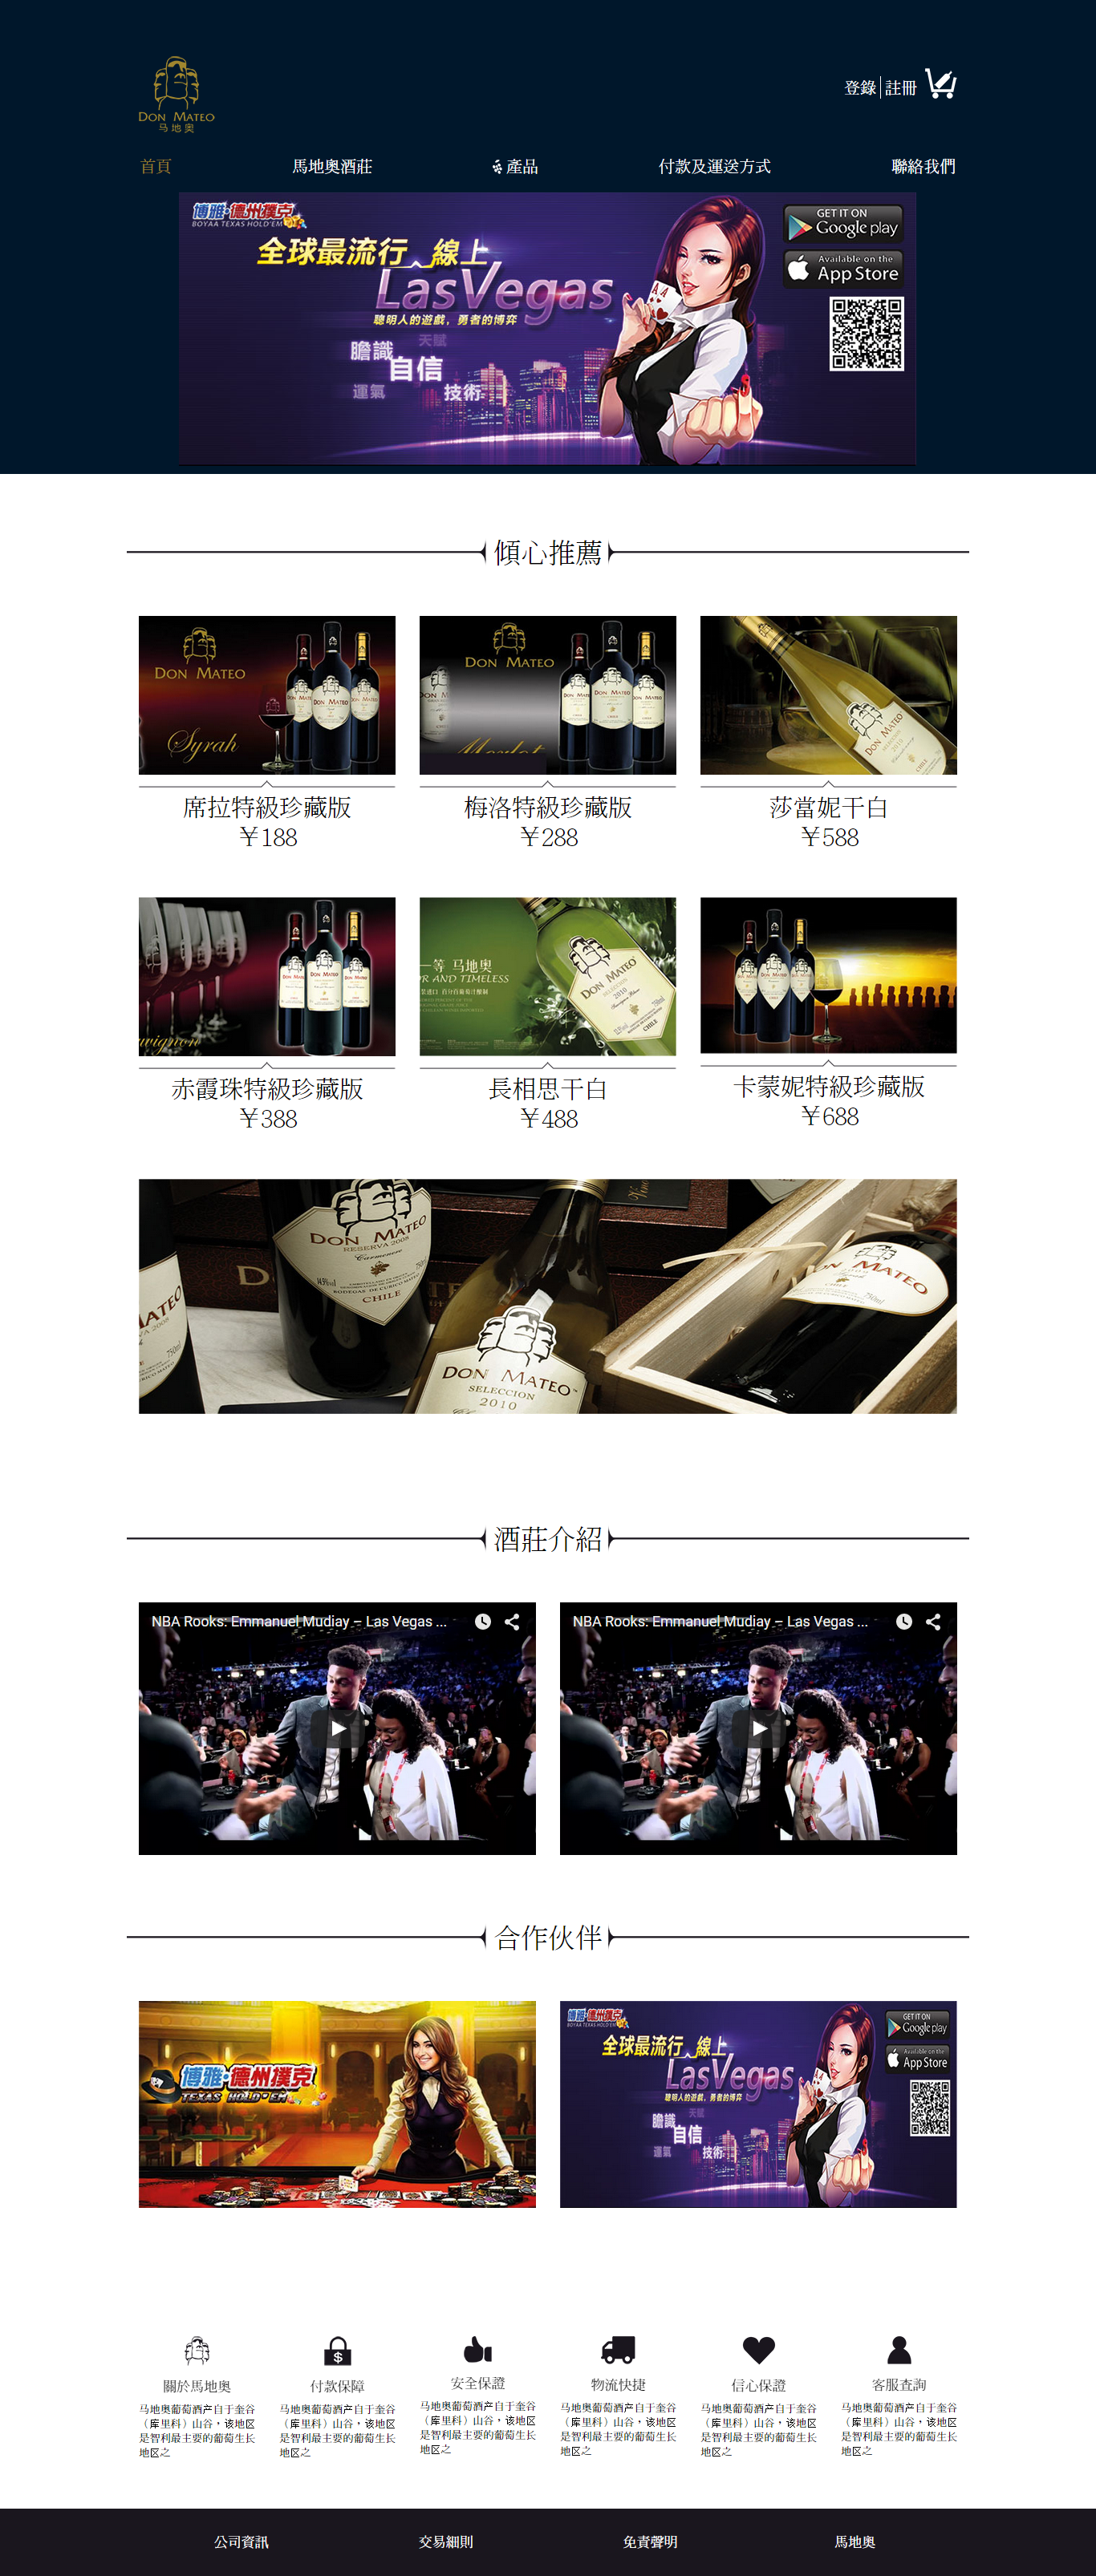 DON MATEO
马地奥
登錄 註冊
首頁 馬地奧酒莊 產品 付款及運送方式 聯絡我們
博雅·德州撲克
BOYAA TEXAS HOLD'EM
GET IT ON
Google play
Available on the
App Store
全球最流行 線上
LasVegas
聰明人的遊戲，勇者的博弈
天賦
膽識
自信
運氣 技術
傾心推薦
DON MATEO
DON MATEO
Syrah
DON MATEO
Merlot
DON MATEO
2010
CHILE
席拉特級珍藏版
￥188
梅洛特級珍藏版
￥288
莎當妮干白
￥588
uvignon
一等 马地奥
OR AND TIMELESS
DON MATEO
SELECCION
2010
CHILE
赤霞珠特級珍藏版
￥388
長相思干白
￥488
卡蒙妮特級珍藏版
￥688
DON MATEO
RESERVA 2008
Carmenere
CHILE
DON MATEO
SELECCION
2010
750ml
酒莊介紹
NBA Rooks: Emmanuel Mudiay – Las Vegas ...
NBA Rooks: Emmanuel Mudiay – Las Vegas ...
合作伙伴
博雅·德州撲克
TEXAS HOLD'EM
博雅·德州撲克
BOYAA TEXAS HOLD'EM
GET IT ON
Google play
Available on the
App Store
全球最流行 線上
LasVegas
聰明人的遊戲，勇者的博弈
天賦
膽識
自信
運氣 技術
關於馬地奧
马地奥葡萄酒产自于奎谷
（库里科）山谷，该地区
是智利最主要的葡萄生长
地区之
付款保障
马地奥葡萄酒产自于奎谷
（库里科）山谷，该地区
是智利最主要的葡萄生长
地区之
安全保證
马地奥葡萄酒产自于奎谷
（库里科）山谷，该地区
是智利最主要的葡萄生长
地区之
物流快捷
马地奥葡萄酒产自于奎谷
（库里科）山谷，该地区
是智利最主要的葡萄生长
地区之
信心保證
马地奥葡萄酒产自于奎谷
（库里科）山谷，该地区
是智利最主要的葡萄生长
地区之
客服查詢
马地奥葡萄酒产自于奎谷
（库里科）山谷，该地区
是智利最主要的葡萄生长
地区之
公司資訊 交易細則 免責聲明 馬地奥